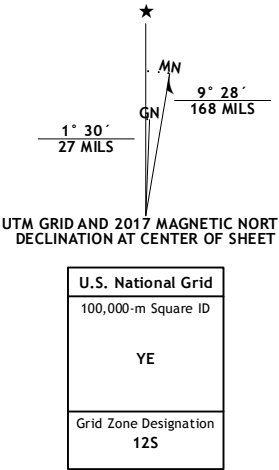 ★
MN
GN
9° 28´
168 MILS
1° 30´
27 MILS
UTM GRID AND 2017 MAGNETIC NORT
DECLINATION AT CENTER OF SHEET
U.S. National Grid
100,000-m Square ID
YE
Grid Zone Designation
12S